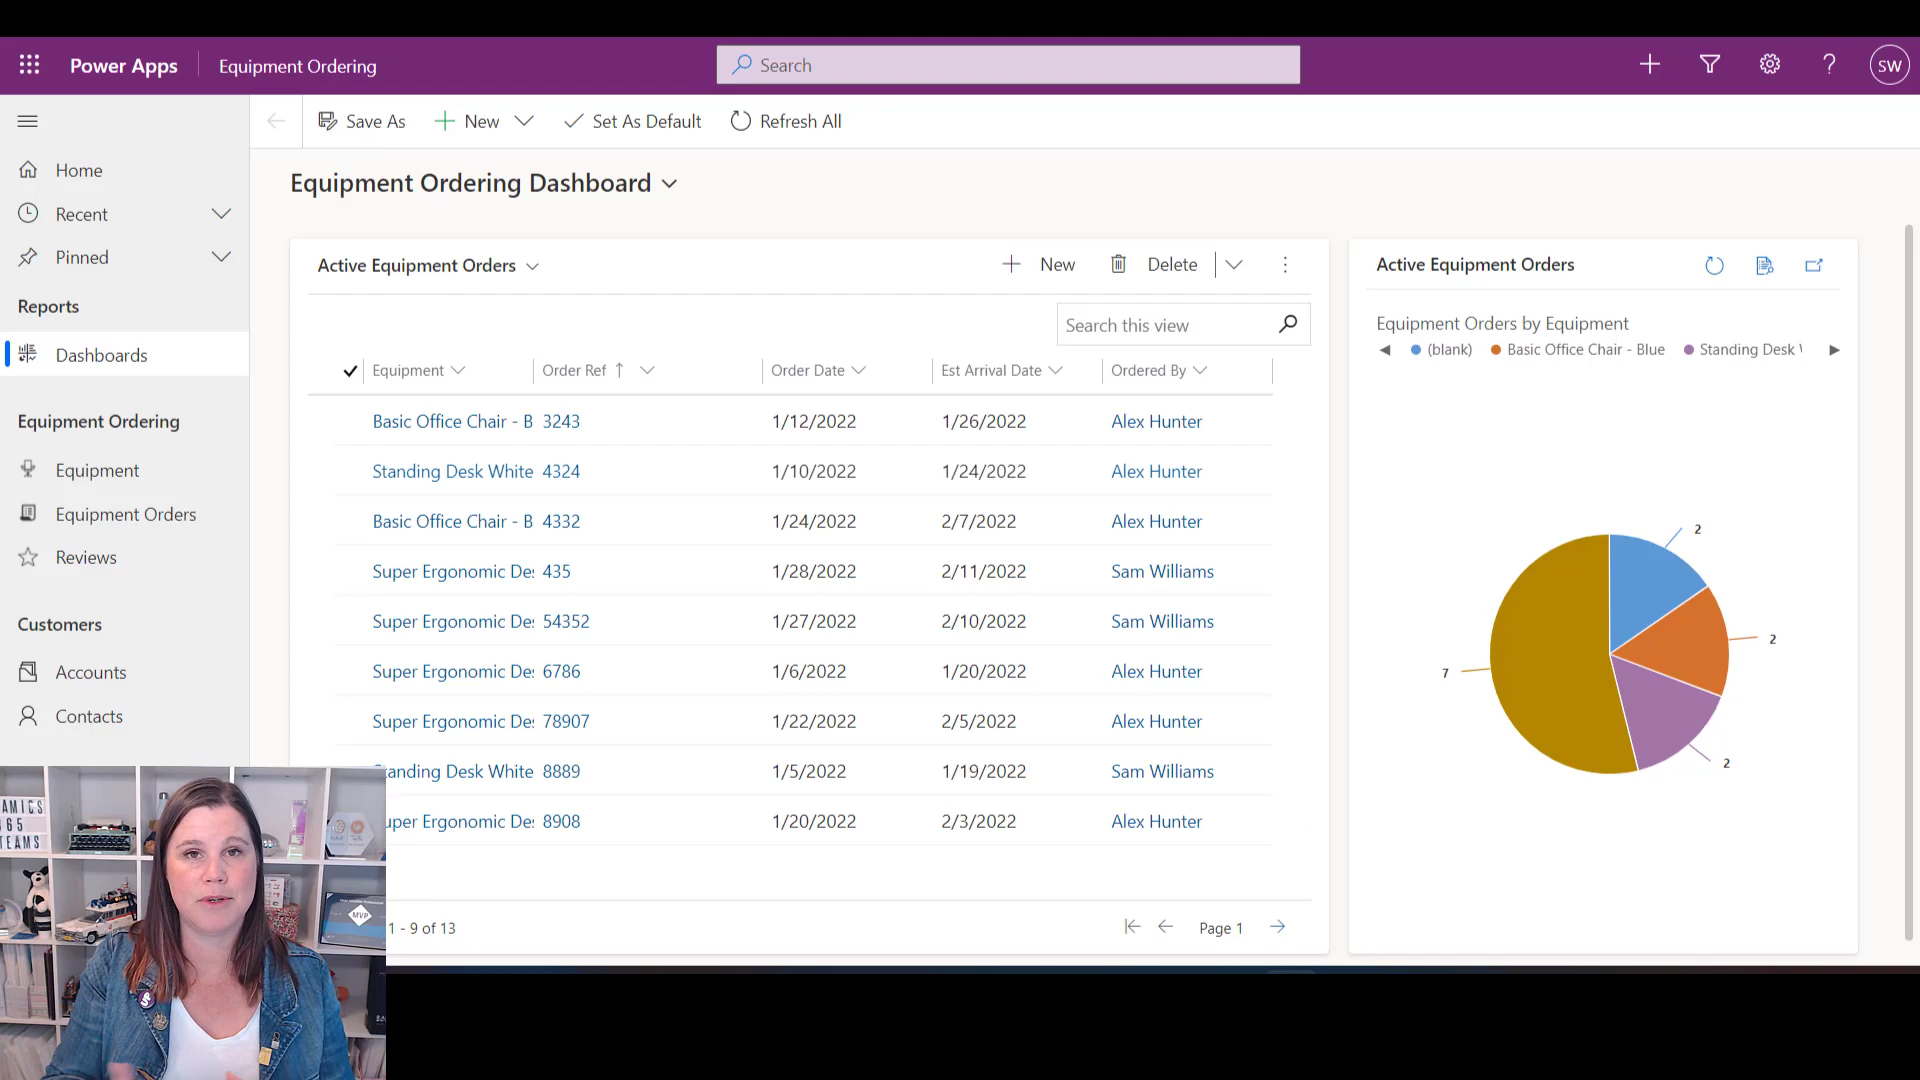 Power Apps
Equipment Ordering
Search
SW
Save As
New
Set As Default
Refresh All
Home
Recent
Pinned
Reports
Dashboards
Equipment Ordering
Equipment
Equipment Orders
Reviews
Customers
Accounts
Contacts
Equipment Ordering Dashboard
Active Equipment Orders
New
Delete
Search this view
Equipment Order Ref Order Date Est Arrival Date Ordered By
Basic Office Chair - B 3243 1/12/2022 1/26/2022 Alex Hunter
Standing Desk White 4324 1/10/2022 1/24/2022 Alex Hunter
Basic Office Chair - B 4332 1/24/2022 2/7/2022 Alex Hunter
Super Ergonomic De 435 1/28/2022 2/11/2022 Sam Williams
Super Ergonomic De 54352 1/27/2022 2/10/2022 Sam Williams
Super Ergonomic De 6786 1/6/2022 1/20/2022 Alex Hunter
Super Ergonomic De 78907 1/22/2022 2/5/2022 Alex Hunter
anding Desk White 8889 1/5/2022 1/19/2022 Sam Williams
uper Ergonomic De 8908 1/20/2022 2/3/2022 Alex Hunter
1 - 9 of 13
Page 1
Active Equipment Orders
Equipment Orders by Equipment
(blank) Basic Office Chair - Blue Standing Desk
2
2
7
2
AMICS
365
TEAMS
MVP